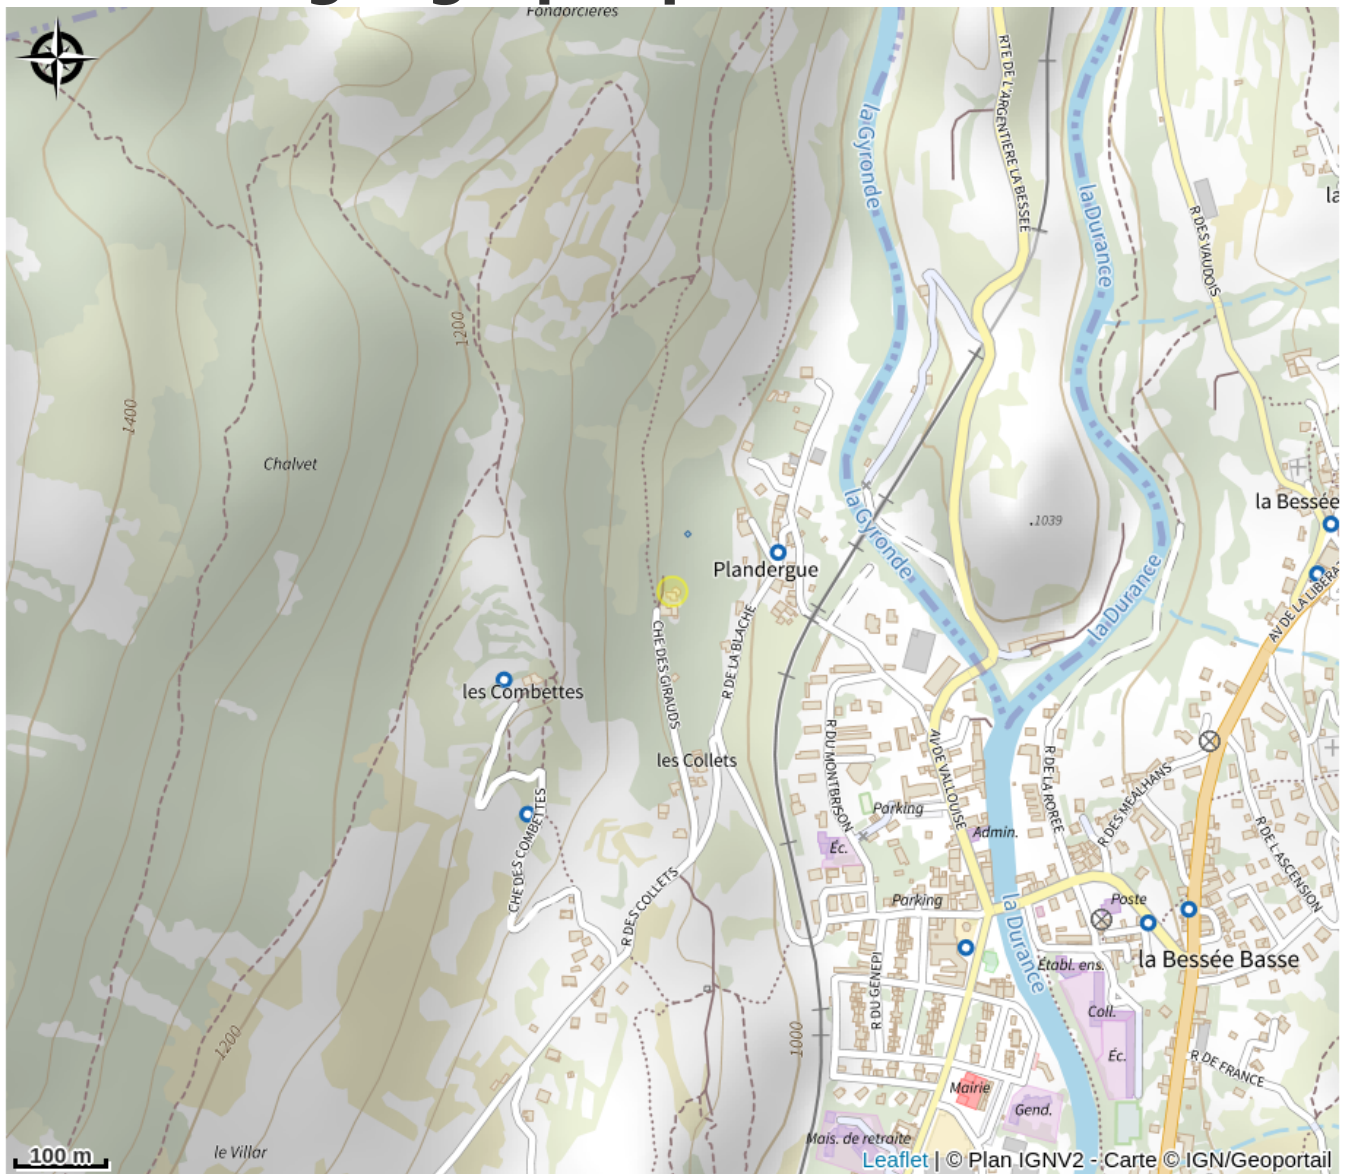 Fondorcières
RTE DE L'ARGENTIERE LA BESSEE
la Gyronde
la Durance
R DES VAUDOIS
la
1200
1400
Chalvet
la Bessée
la Gyronde
.1039
Plandergue
la Durance
AV DE LA LIBERAT
R DE LA BLACHE
CHE DES GIRAUDS
les Combettes
les Collets
R DU MONTBRISON
AV DE VALLOUISE
R DE LA ROREE
R DES MEALHANS
Parking
Admin.
Éc.
CHE DES COMBETTES
R DE L'ASCENSION
R DES COLLETS
Parking
Poste
la Durance
la Bessée Basse
Établ. ens.
R DU GENEPI
Coll.
1200
1000
Éc.
R DE FRANCE
Mairie
Gend.
Mais. de retraite
le Villar
100 m
Leaflet | © Plan IGNV2 - Carte © IGN/Geoportail